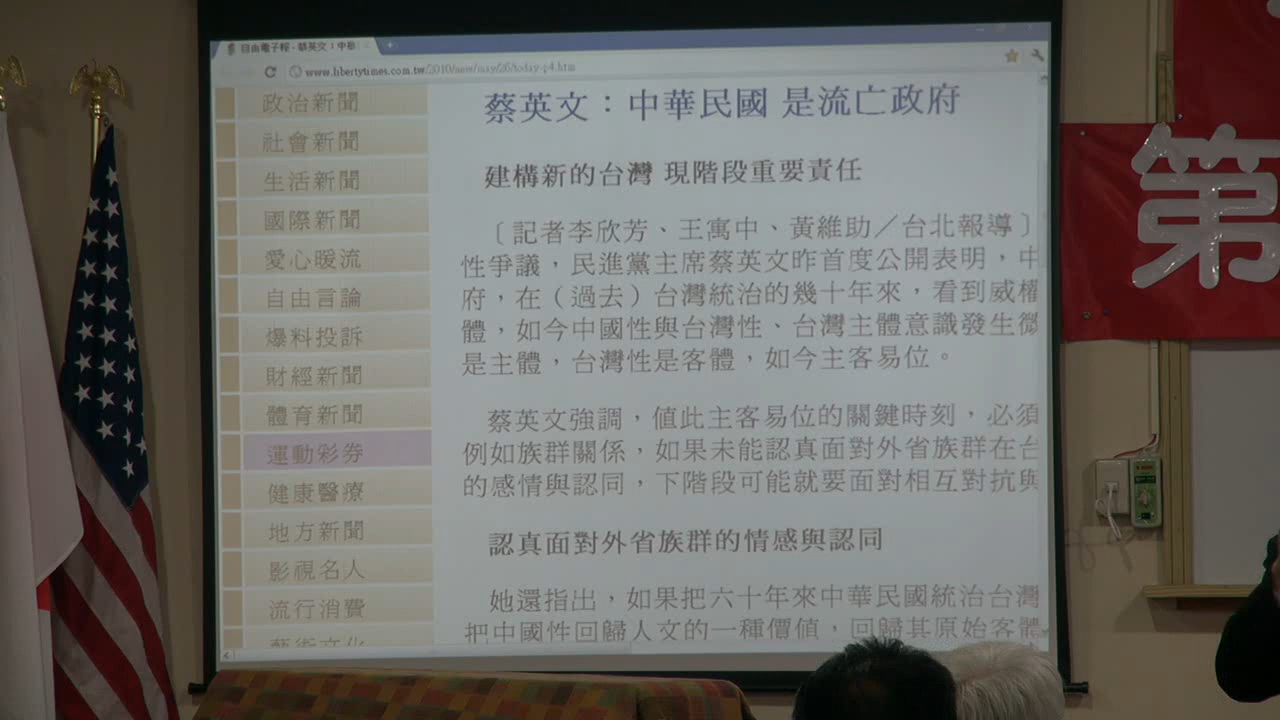 自由電子報 - 蔡英文：中華
www.libertytimes.com.tw/2010/new/may/26/today-p4.htm
政治新聞
社會新聞
生活新聞
國際新聞
愛心暖流
自由言論
爆料投訴
財經新聞
體育新聞
運動彩券
健康醫療
地方新聞
影視名人
流行消費
藝術文化
蔡英文：中華民國 是流亡政府
建構新的台灣 現階段重要責任
〔記者李欣芳、王寓中、黃維助／台北報導〕
性爭議，民進黨主席蔡英文昨首度公開表明，中
府，在（過去）台灣統治的幾十年來，看到威權
體，如今中國性與台灣性、台灣主體意識發生微
是主體，台灣性是客體，如今主客易位。
蔡英文強調，值此主客易位的關鍵時刻，必須
例如族群關係，如果未能認真面對外省族群在台
的感情與認同，下階段可能就要面對相互對抗與
認真面對外省族群的情感與認同
她還指出，如果把六十年來中華民國統治台灣
把中國性回歸人文的一種價值，回歸其原始客體
第